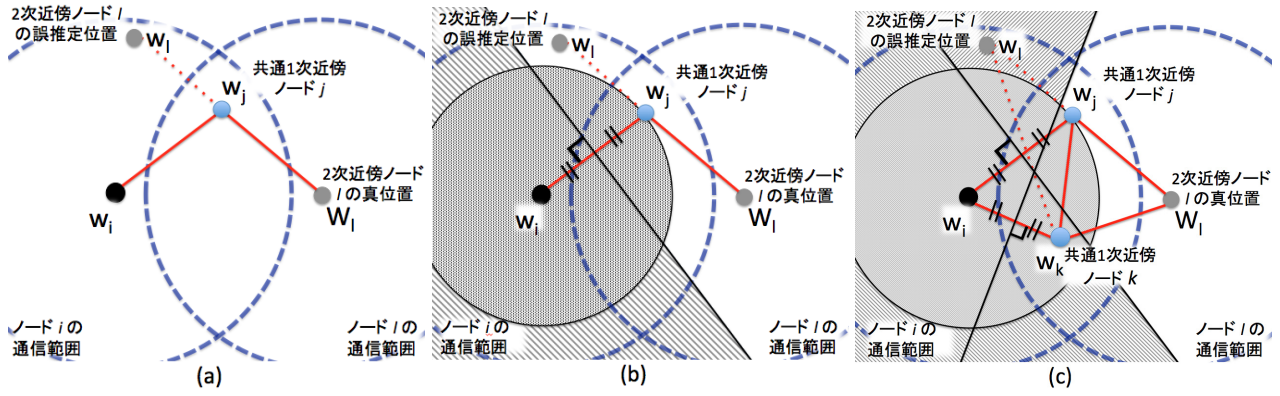 2次近傍ノード l
の誤推定位置
w_l
共通1次近傍
ノード j
w_j
2次近傍ノード
l の真位置
w_i
W_l
ノード i の
通信範囲
ノード l の
通信範囲
(a)
2次近傍ノード l
の誤推定位置
w_l
共通1次近傍
ノード j
w_j
2次近傍ノード
l の真位置
w_i
W_l
ノード i の
通信範囲
ノード l の
通信範囲
(b)
2次近傍ノード l
の誤推定位置
w_l
共通1次近傍
ノード j
w_j
2次近傍ノード
l の真位置
w_i
W_l
w_k
共通1次近傍
ノード k
ノード i の
通信範囲
ノード l の
通信範囲
(c)